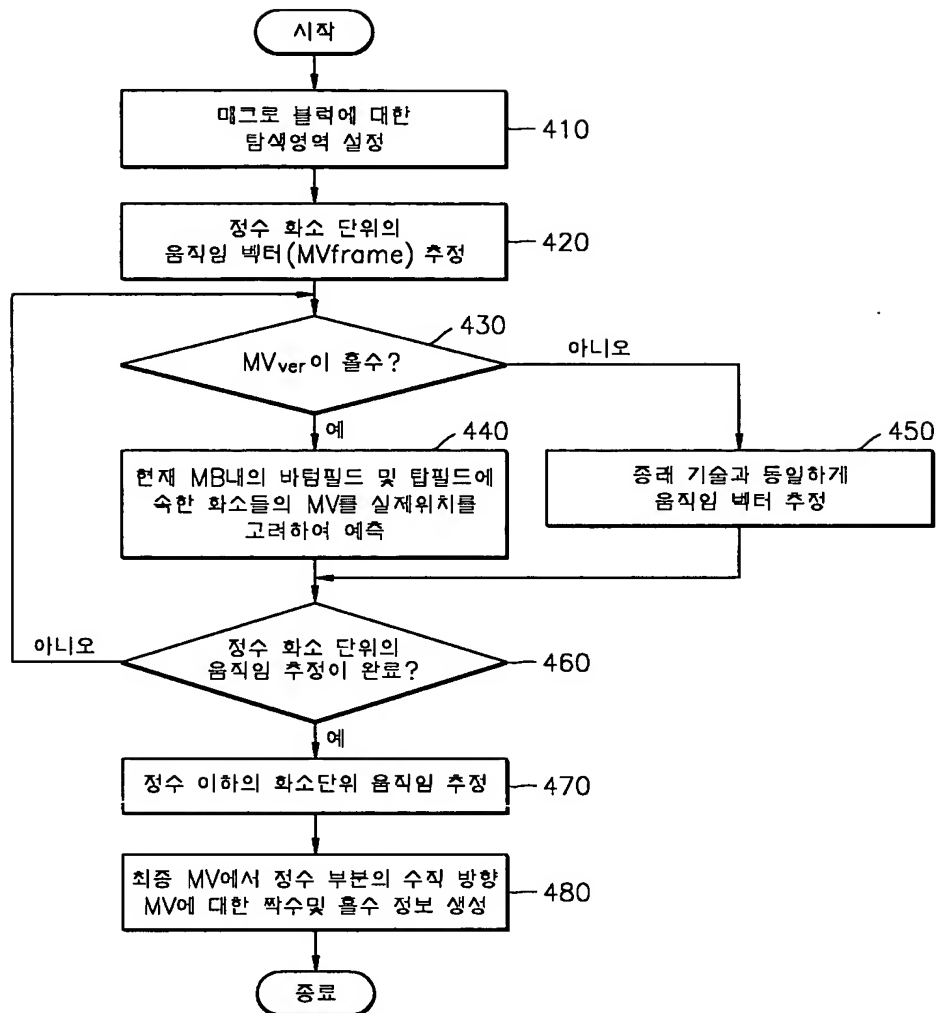 시작
매크로 블럭에 대한
탐색영역 설정
410
정수 화소 단위의
움직임 벡터(MVframe) 추정
420
430
MVver이 홀수?
아니오
예
440
현재 MB내의 바텀필드 및 탑필드에
속한 화소들의 MV를 실제위치를
고려하여 예측
450
종래 기술과 동일하게
움직임 벡터 추정
아니오
정수 화소 단위의
움직임 추정이 완료?
460
예
정수 이하의 화소단위 움직임 추정
470
최종 MV에서 정수 부분의 수직 방향
MV에 대한 짝수및 홀수 정보 생성
480
종료